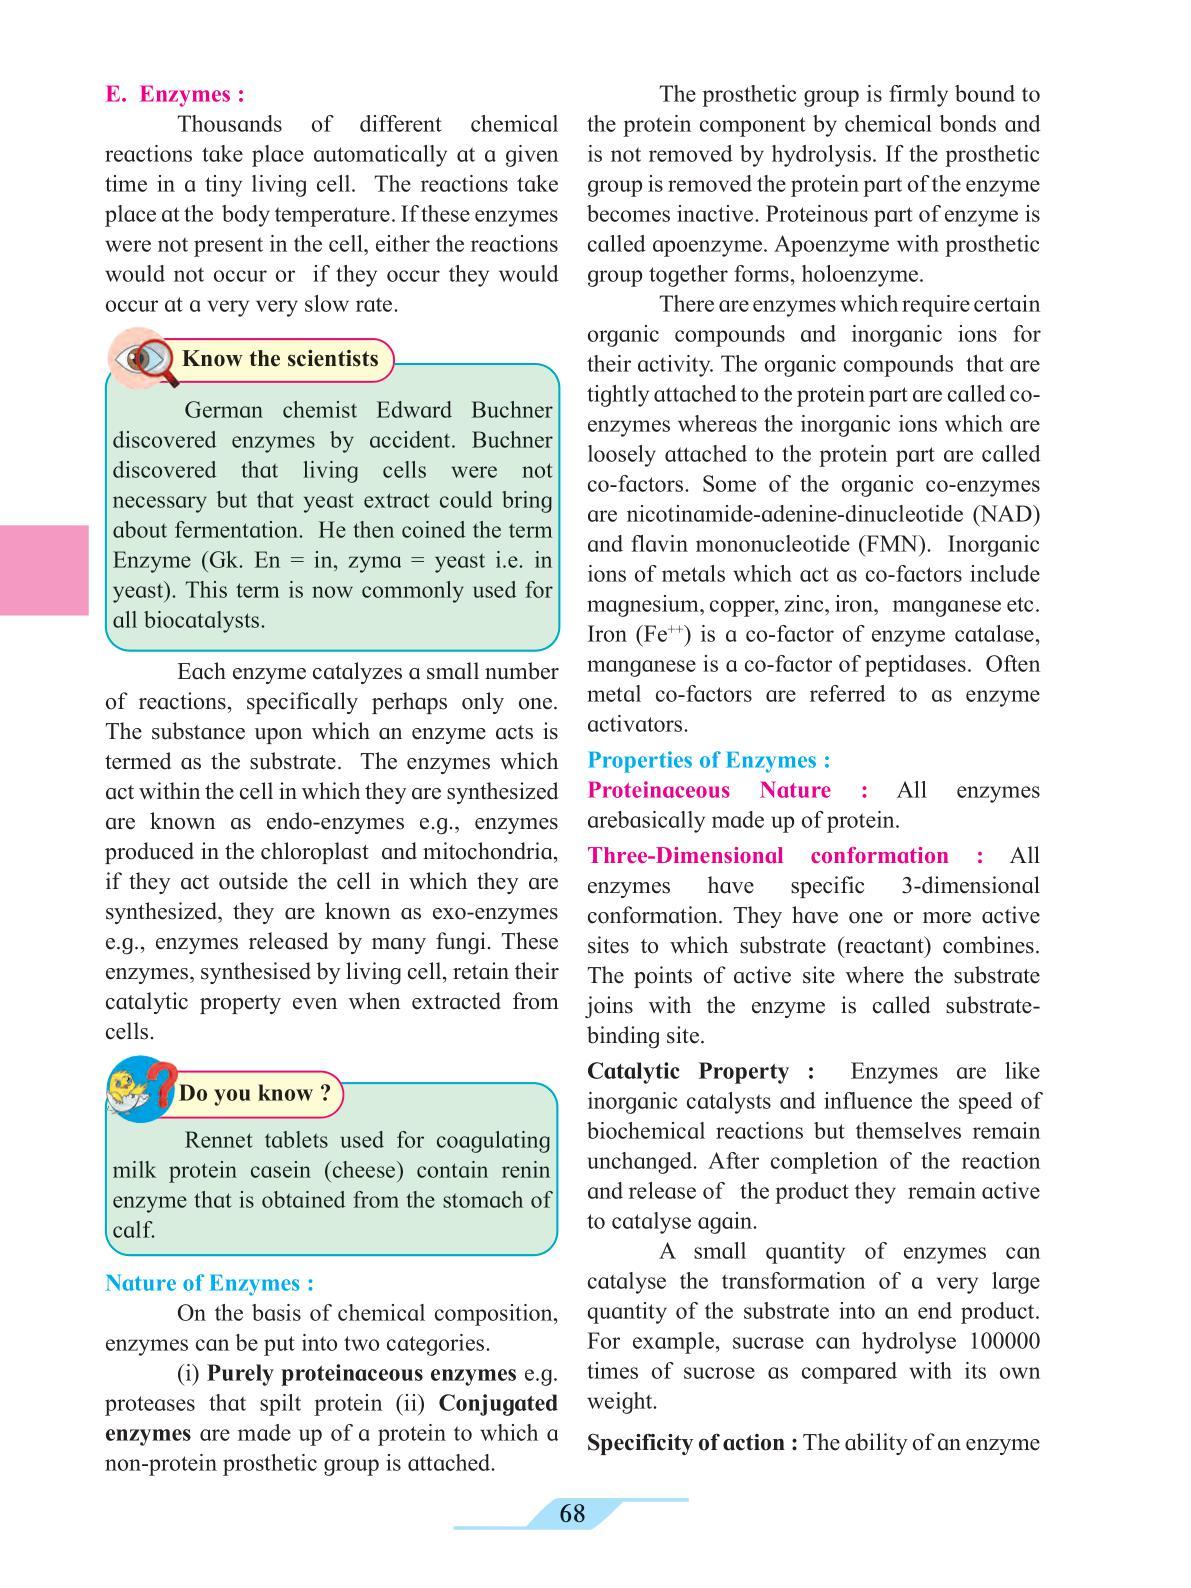 E. Enzymes :
Thousands of different chemical
reactions take place automatically at a given
time in a tiny living cell. The reactions take
place at the body temperature. If these enzymes
were not present in the cell, either the reactions
would not occur or if they occur they would
occur at a very very slow rate.
Know the scientists
German chemist Edward Buchner
discovered enzymes by accident. Buchner
discovered that living cells were not
necessary but that yeast extract could bring
about fermentation. He then coined the term
Enzyme (Gk. En = in, zyma = yeast i.e. in
yeast). This term is now commonly used for
all biocatalysts.
Each enzyme catalyzes a small number
of reactions, specifically perhaps only one.
The substance upon which an enzyme acts is
termed as the substrate. The enzymes which
act within the cell in which they are synthesized
are known as endo-enzymes e.g., enzymes
produced in the chloroplast and mitochondria,
if they act outside the cell in which they are
synthesized, they are known as exo-enzymes
e.g., enzymes released by many fungi. These
enzymes, synthesised by living cell, retain their
catalytic property even when extracted from
cells.
Do you know ?
Rennet tablets used for coagulating
milk protein casein (cheese) contain renin
enzyme that is obtained from the stomach of
calf.
Nature of Enzymes :
On the basis of chemical composition,
enzymes can be put into two categories.
(i) Purely proteinaceous enzymes e.g.
proteases that spilt protein (ii) Conjugated
enzymes are made up of a protein to which a
non-protein prosthetic group is attached.
The prosthetic group is firmly bound to
the protein component by chemical bonds and
is not removed by hydrolysis. If the prosthetic
group is removed the protein part of the enzyme
becomes inactive. Proteinous part of enzyme is
called apoenzyme. Apoenzyme with prosthetic
group together forms, holoenzyme.
There are enzymes which require certain
organic compounds and inorganic ions for
their activity. The organic compounds that are
tightly attached to the protein part are called co-
enzymes whereas the inorganic ions which are
loosely attached to the protein part are called
co-factors. Some of the organic co-enzymes
are nicotinamide-adenine-dinucleotide (NAD)
and flavin mononucleotide (FMN). Inorganic
ions of metals which act as co-factors include
magnesium, copper, zinc, iron, manganese etc.
Iron (Fe⁺⁺) is a co-factor of enzyme catalase,
manganese is a co-factor of peptidases. Often
metal co-factors are referred to as enzyme
activators.
Properties of Enzymes :
Proteinaceous Nature : All enzymes
arebasically made up of protein.
Three-Dimensional conformation : All
enzymes have specific 3-dimensional
conformation. They have one or more active
sites to which substrate (reactant) combines.
The points of active site where the substrate
joins with the enzyme is called substrate-
binding site.
Catalytic Property : Enzymes are like
inorganic catalysts and influence the speed of
biochemical reactions but themselves remain
unchanged. After completion of the reaction
and release of the product they remain active
to catalyse again.
A small quantity of enzymes can
catalyse the transformation of a very large
quantity of the substrate into an end product.
For example, sucrase can hydrolyse 100000
times of sucrose as compared with its own
weight.
Specificity of action : The ability of an enzyme
68